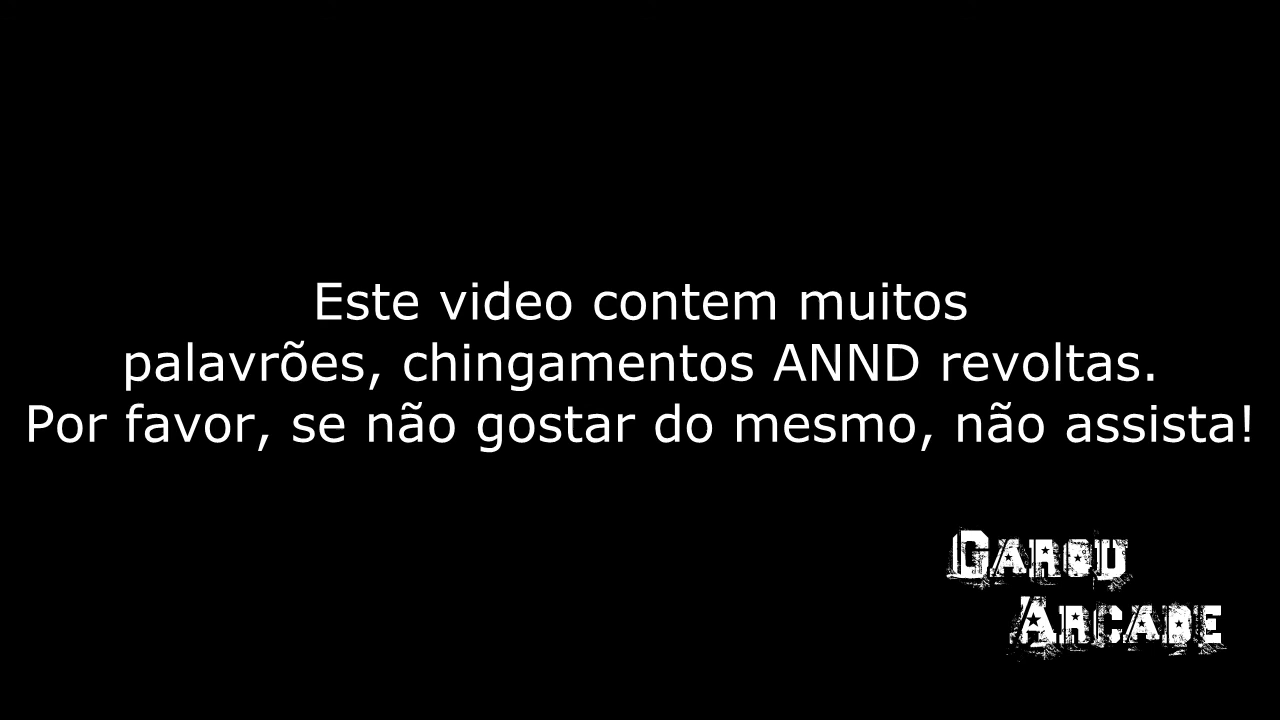 Este video contem muitos
palavrões, chingamentos ANND revoltas.
Por favor, se não gostar do mesmo, não assista!
GAROU
ARCADE